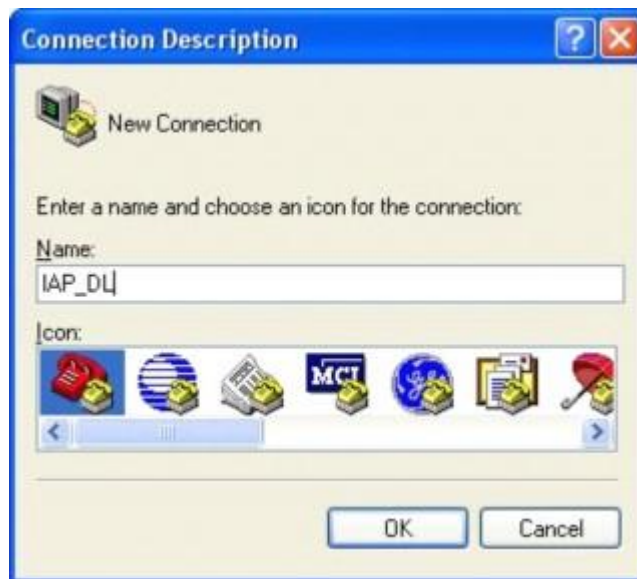 Connection Description
New Connection
Enter a name and choose an icon for the connection:
Name:
IAP_DL
Icon:
MCI
OK
Cancel